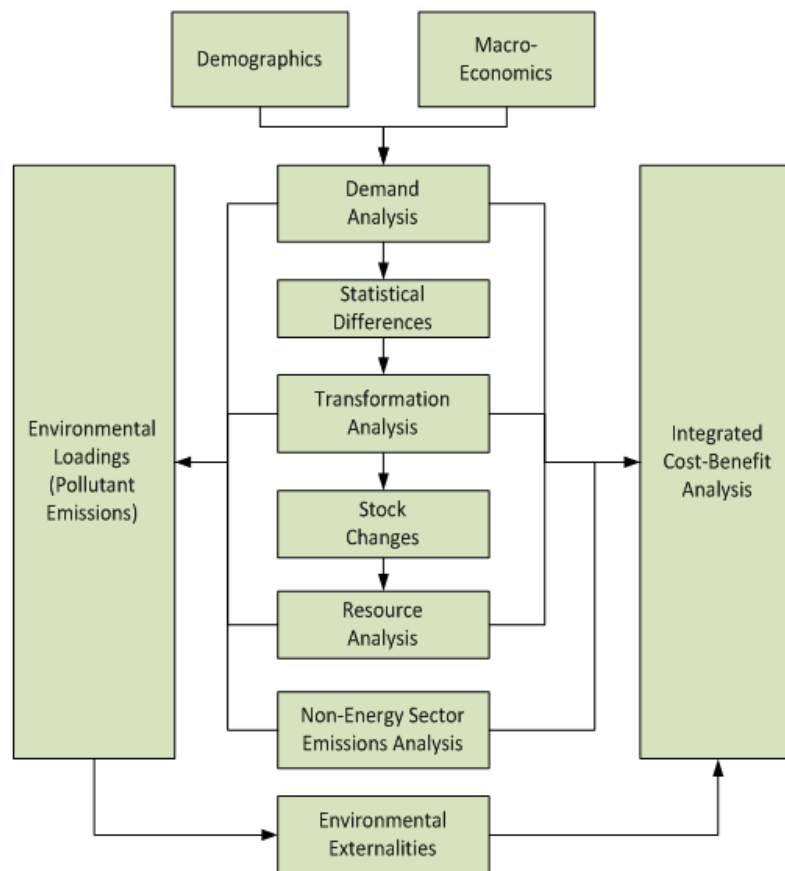 Demographics
Macro-
Economics
Demand
Analysis
Statistical
Differences
Transformation
Analysis
Environmental
Loadings
(Pollutant
Emissions)
Integrated
Cost-Benefit
Analysis
Stock
Changes
Resource
Analysis
Non-Energy Sector
Emissions Analysis
Environmental
Externalities